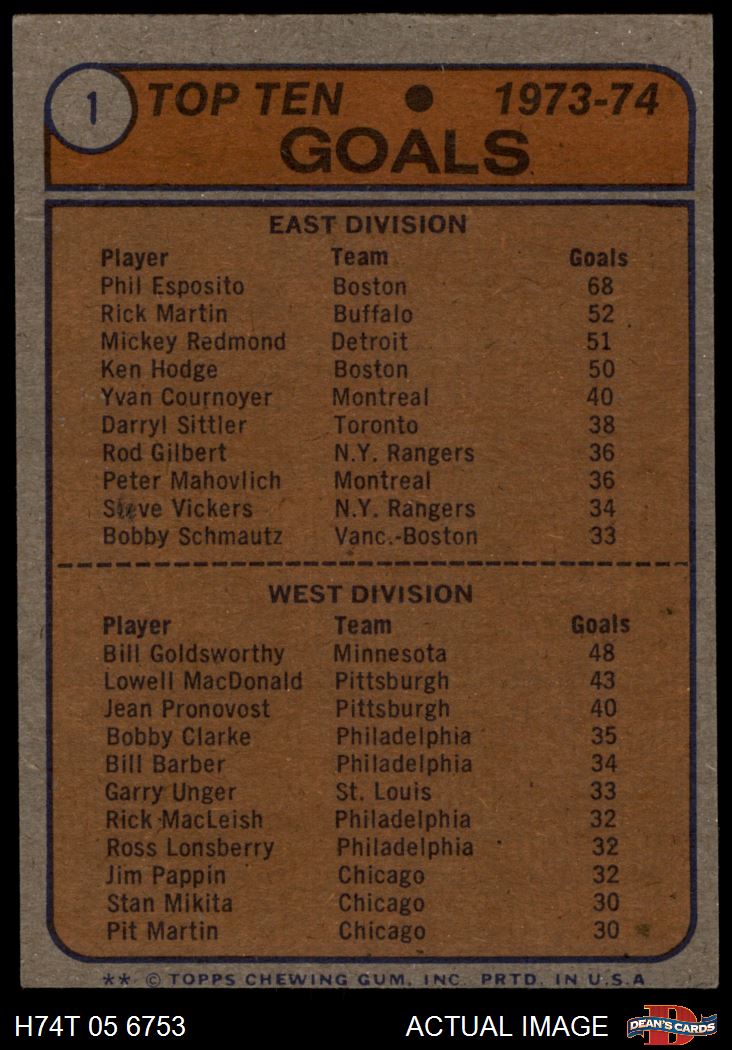 1 TOP TEN ● 1973-74
GOALS
EAST DIVISION
Player Team Goals
Phil Esposito Boston 68
Rick Martin Buffalo 52
Mickey Redmond Detroit 51
Ken Hodge Boston 50
Yvan Cournoyer Montreal 40
Darryl Sittler Toronto 38
Rod Gilbert N.Y. Rangers 36
Peter Mahovlich Montreal 36
Steve Vickers N.Y. Rangers 34
Bobby Schmautz Vanc.-Boston 33
WEST DIVISION
Player Team Goals
Bill Goldsworthy Minnesota 48
Lowell MacDonald Pittsburgh 43
Jean Pronovost Pittsburgh 40
Bobby Clarke Philadelphia 35
Bill Barber Philadelphia 34
Garry Unger St. Louis 33
Rick MacLeish Philadelphia 32
Ross Lonsberry Philadelphia 32
Jim Pappin Chicago 32
Stan Mikita Chicago 30
Pit Martin Chicago 30
** © TOPPS CHEWING GUM, INC. PRTD. IN U.S.A
H74T 05 6753 ACTUAL IMAGE D DEAN'S CARDS